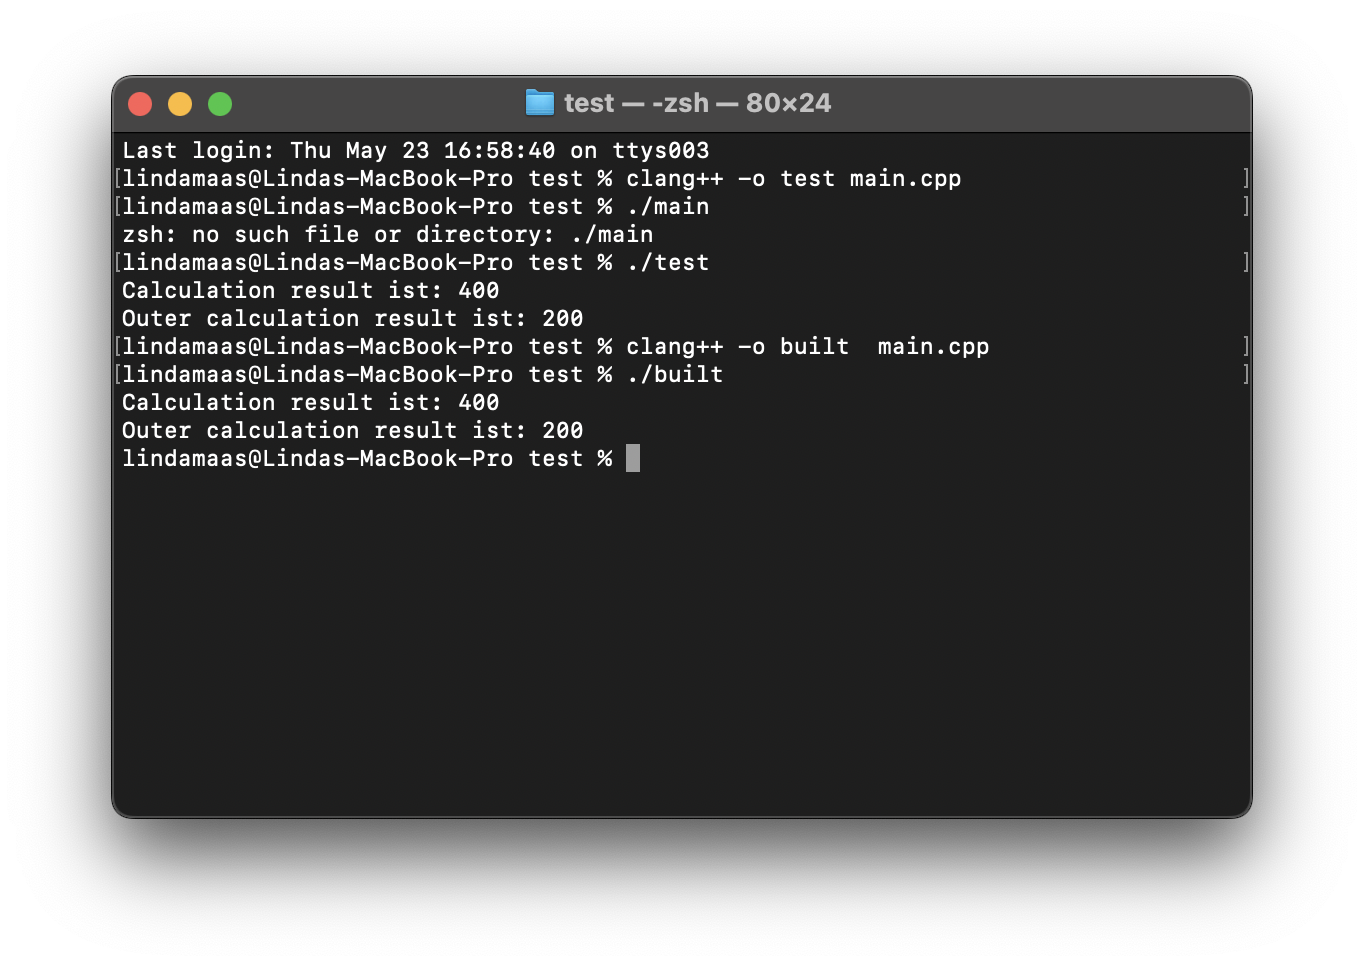 test — -zsh — 80×24
Last login: Thu May 23 16:58:40 on ttys003
[lindamaas@Lindas-MacBook-Pro test % clang++ -o test main.cpp ]
[lindamaas@Lindas-MacBook-Pro test % ./main ]
zsh: no such file or directory: ./main
[lindamaas@Lindas-MacBook-Pro test % ./test ]
Calculation result ist: 400
Outer calculation result ist: 200
[lindamaas@Lindas-MacBook-Pro test % clang++ -o built  main.cpp ]
[lindamaas@Lindas-MacBook-Pro test % ./built ]
Calculation result ist: 400
Outer calculation result ist: 200
lindamaas@Lindas-MacBook-Pro test %